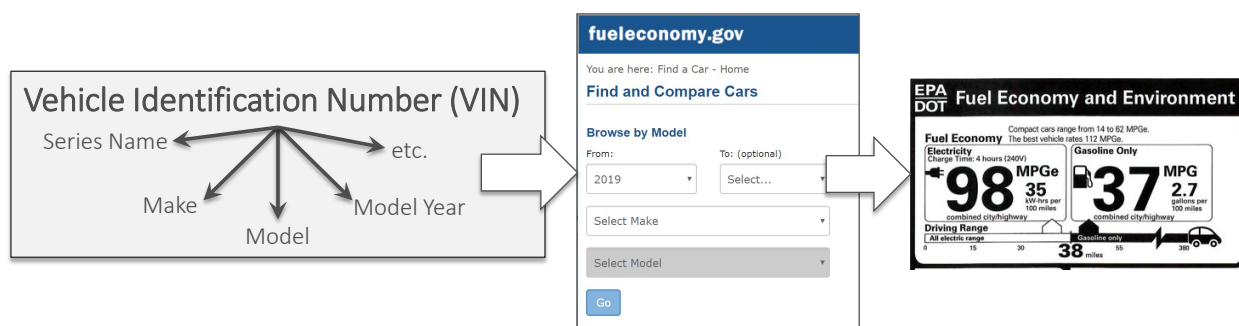 Vehicle Identification Number (VIN)
Series Name
etc.
Make
Model Year
Model
fueleconomy.gov
You are here: Find a Car - Home
Find and Compare Cars
Browse by Model
From:
To: (optional)
2019
Select...
Select Make
Select Model
Go
EPA
DOT
Fuel Economy and Environment
Fuel Economy
Compact cars range from 14 to 62 MPGe.
The best vehicle rates 112 MPGe.
Electricity
Charge Time: 4 hours (240V)
98
MPGe
35
kW-hrs per
100 miles
combined city/highway
Gasoline Only
37
MPG
2.7
gallons per
100 miles
combined city/highway
Driving Range
All electric range
Gasoline only
0 15 30 38 miles 55 380